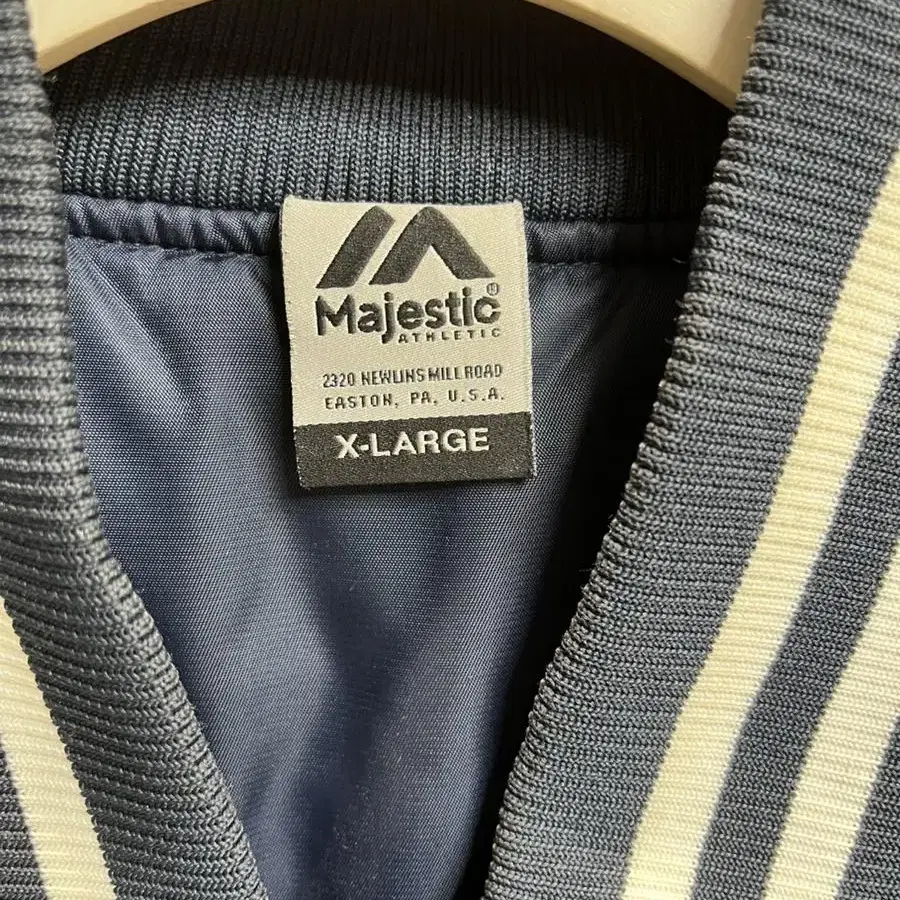 Majestic®
ATHLETIC
2320 NEWLINS MILL ROAD
EASTON, PA, U.S.A.
X-LARGE